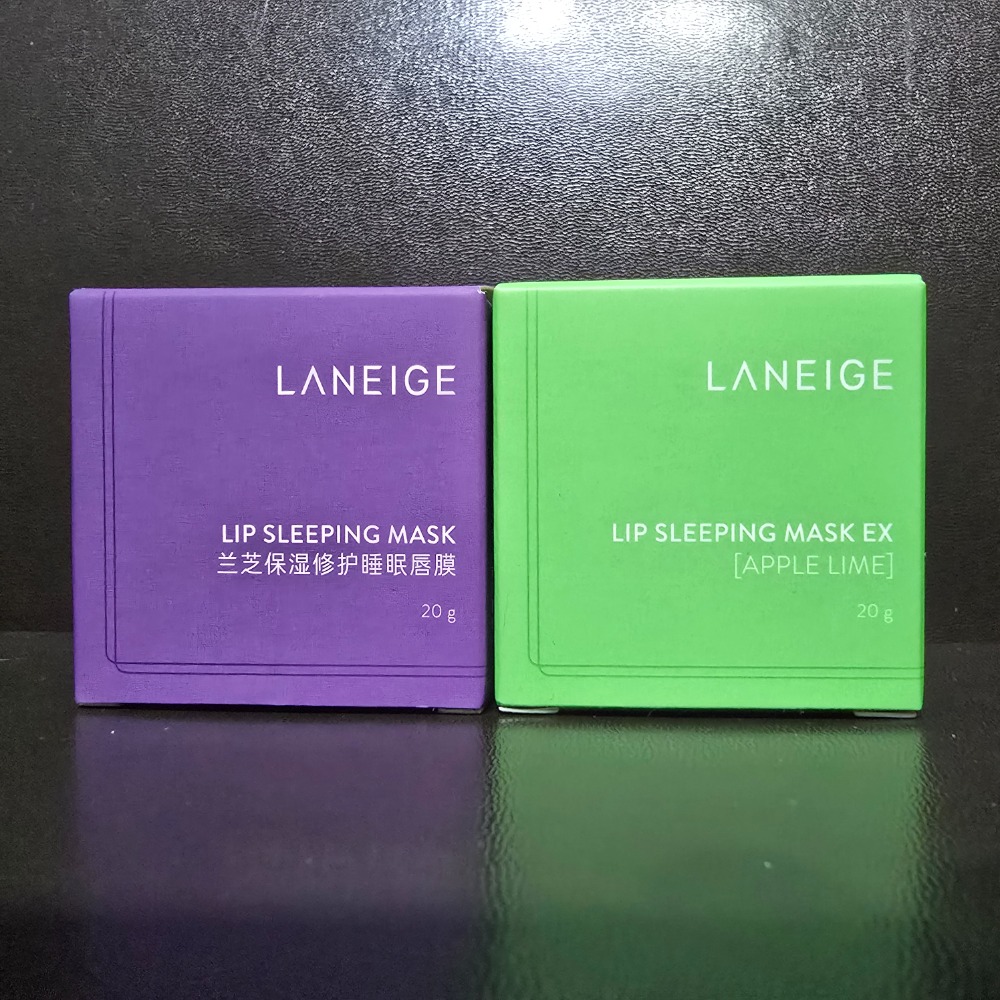 LANEIGE
LIP SLEEPING MASK
兰芝保湿修护睡眠唇膜
20 g
LANEIGE
LIP SLEEPING MASK EX
[APPLE LIME]
20 g